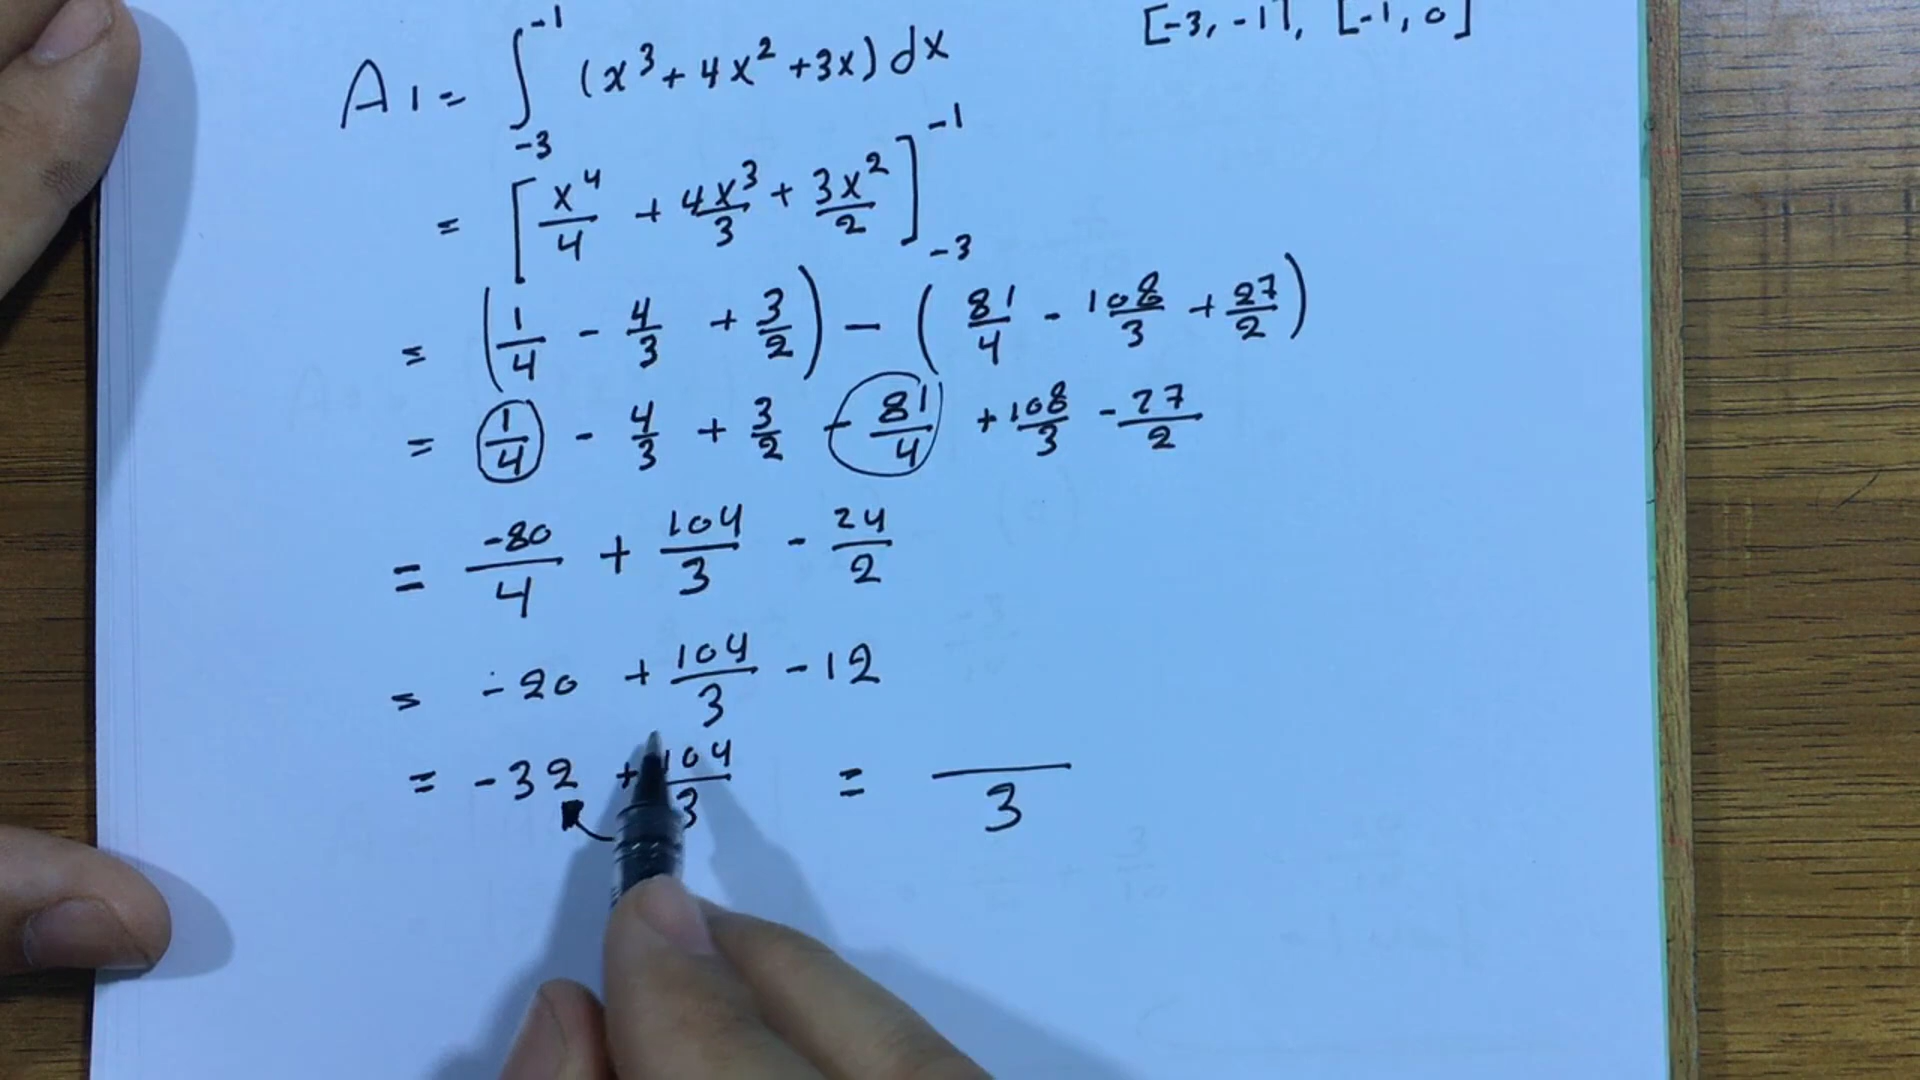 A1 = ∫_{-3}^{-1} (x³ + 4x² + 3x) dx [-3, -1], [-1, 0]
= [x⁴/4 + 4x³/3 + 3x²/2]_{-3}^{-1}
= (1/4 - 4/3 + 3/2) - (81/4 - 108/3 + 27/2)
= 1/4 - 4/3 + 3/2 - 81/4 + 108/3 - 27/2
= -80/4 + 104/3 - 24/2
= -20 + 104/3 - 12
= -32 + 104/3 = /3